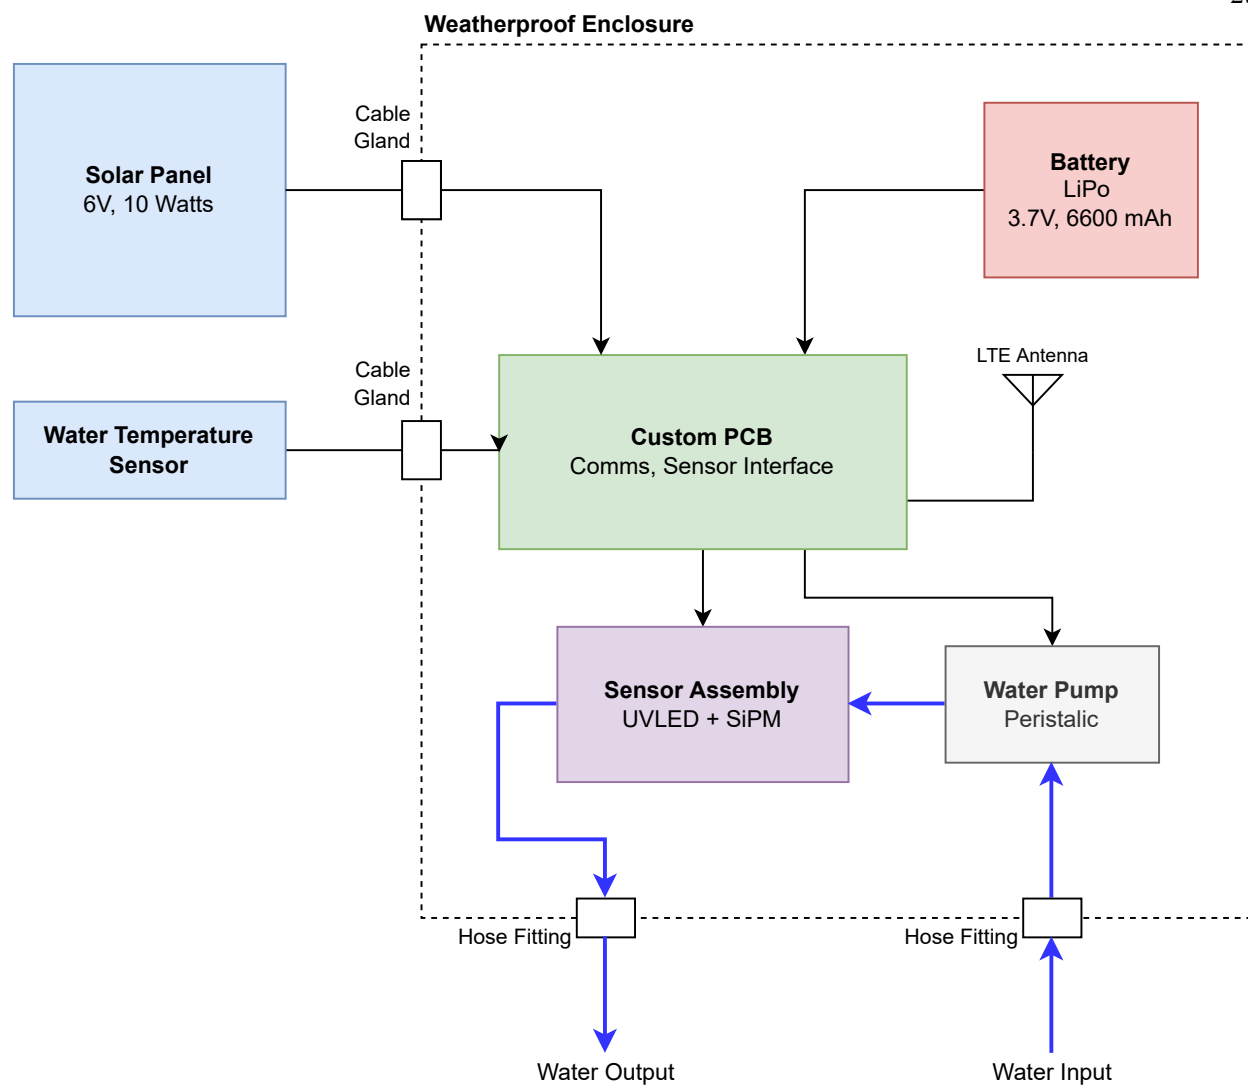 Weatherproof Enclosure
Cable
Gland
Solar Panel
6V, 10 Watts
Battery
LiPo
3.7V, 6600 mAh
Cable
Gland
LTE Antenna
Water Temperature
Sensor
Custom PCB
Comms, Sensor Interface
Sensor Assembly
UVLED + SiPM
Water Pump
Peristalic
Hose Fitting
Hose Fitting
Water Output
Water Input